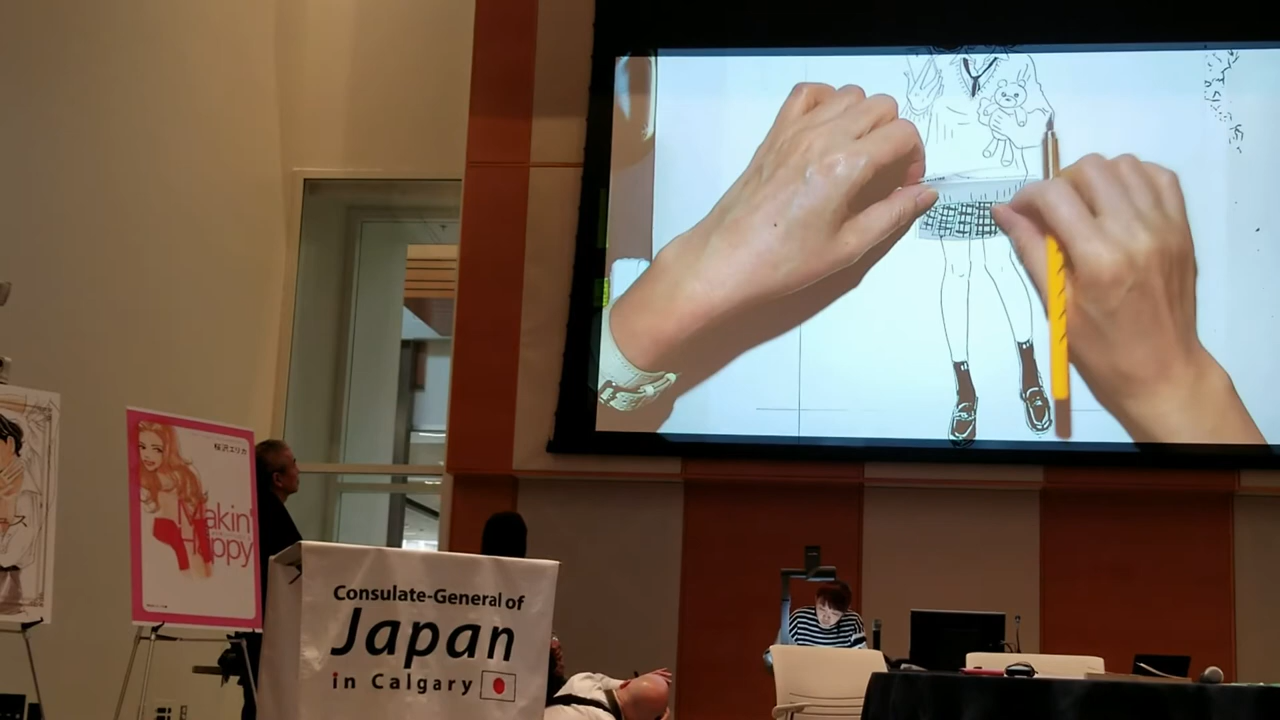 桜沢エリカ
Makin'
Happy
Consulate-General of
Japan
in Calgary